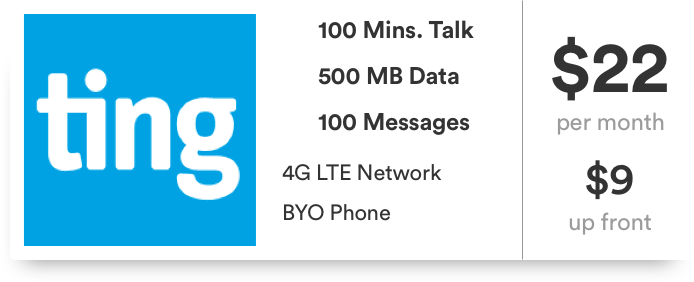 ting
100 Mins. Talk
500 MB Data
100 Messages
4G LTE Network
BYO Phone
$22
per month
$9
up front